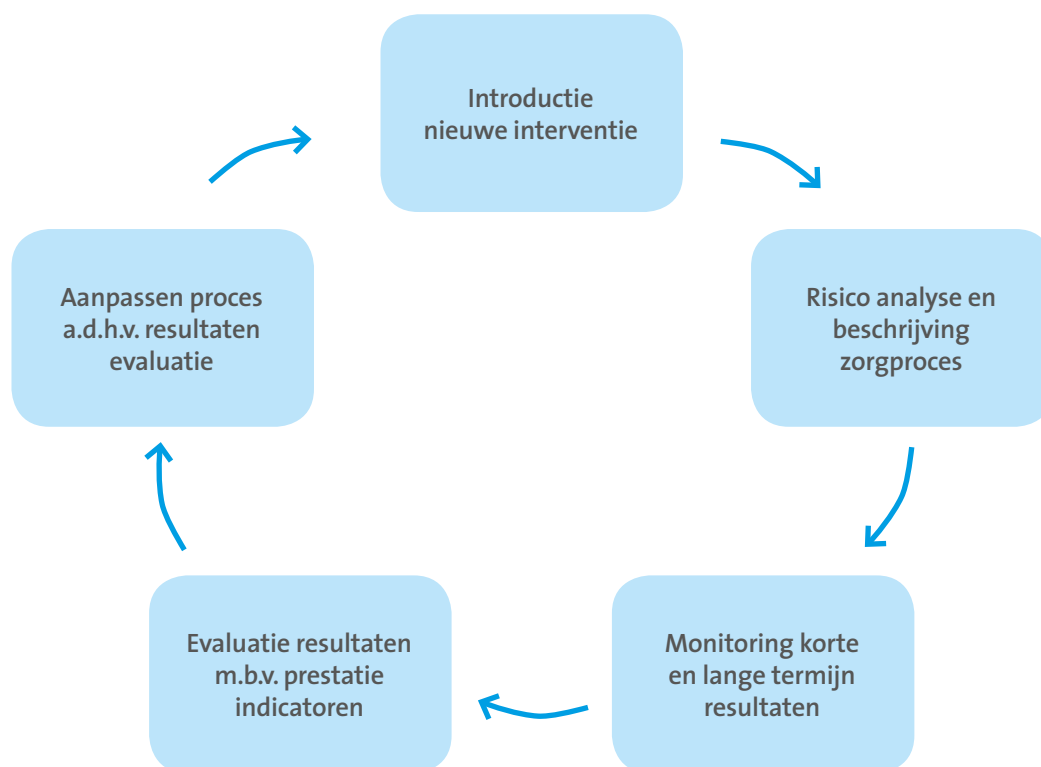 Introductie
nieuwe interventie
Risico analyse en
beschrijving
zorgproces
Monitoring korte
en lange termijn
resultaten
Evaluatie resultaten
m.b.v. prestatie
indicatoren
Aanpassen proces
a.d.h.v. resultaten
evaluatie